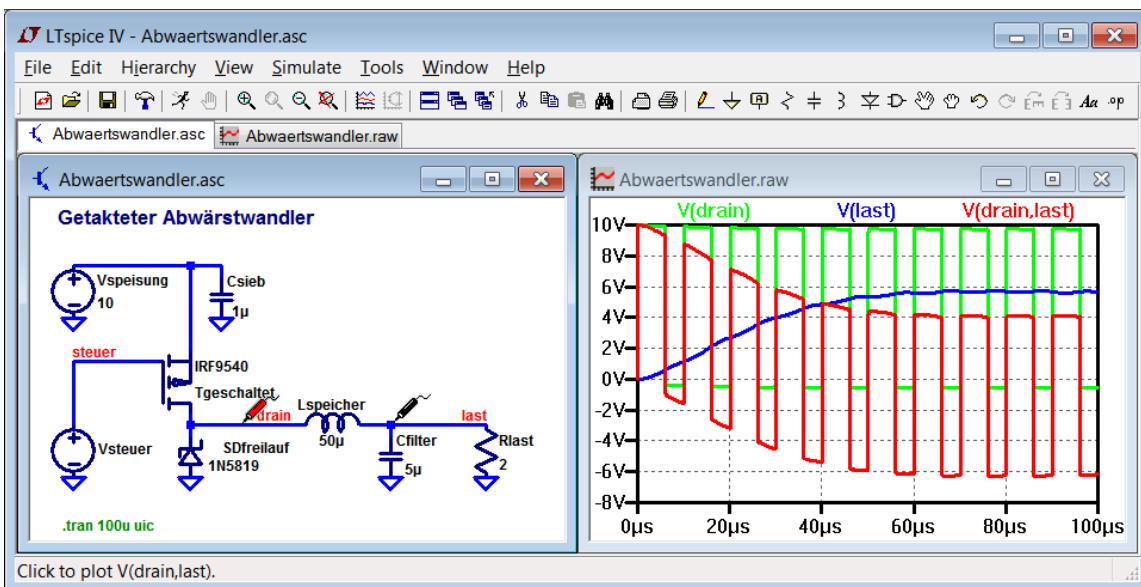 LTspice IV - Abwaertswandler.asc
File Edit Hierarchy View Simulate Tools Window Help
Aa .op
Abwaertswandler.asc Abwaertswandler.raw
Abwaertswandler.asc
Getakteter Abwärstwandler
Vspeisung
10
Csieb
1µ
steuer
IRF9540
Tgeschaltet
drain
Lspeicher
50µ
last
Vsteuer
SDfreilauf
1N5819
Cfilter
5µ
Rlast
2
.tran 100u uic
Abwaertswandler.raw
V(drain) V(last) V(drain,last)
10V
8V
6V
4V
2V
0V
-2V
-4V
-6V
-8V
0µs 20µs 40µs 60µs 80µs 100µs
Click to plot V(drain,last).